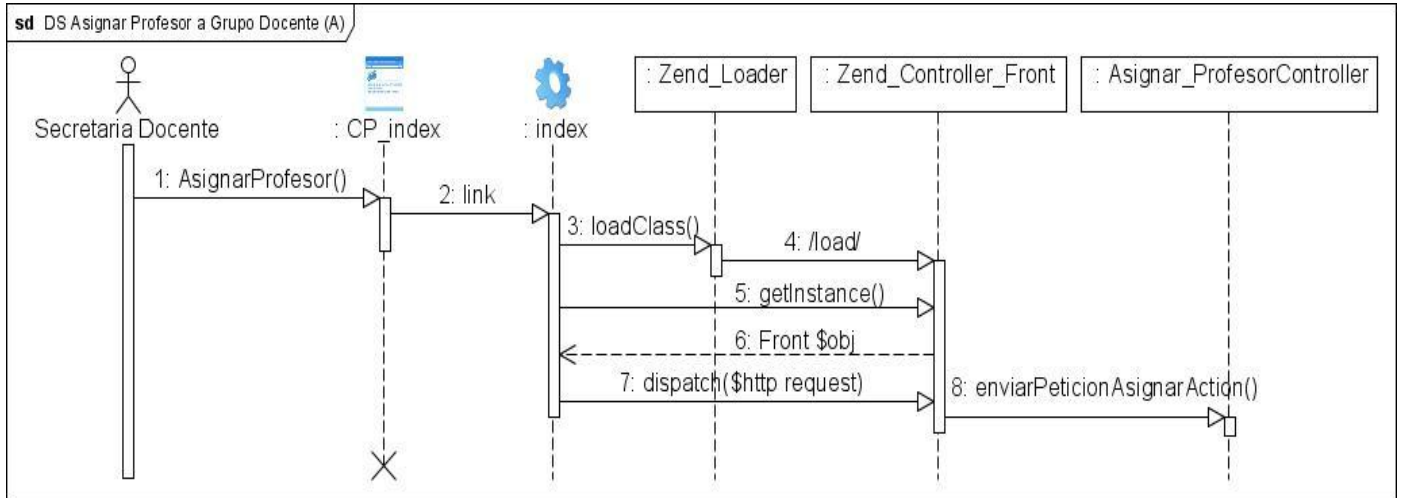 sd DS Asignar Profesor a Grupo Docente (A)
Secretaria Docente
: CP_index
: index
: Zend_Loader
: Zend_Controller_Front
: Asignar_ProfesorController
1: AsignarProfesor()
2: link
3: loadClass()
4: /load/
5: getInstance()
6: Front $obj
7: dispatch($http request)
8: enviarPeticionAsignarAction()